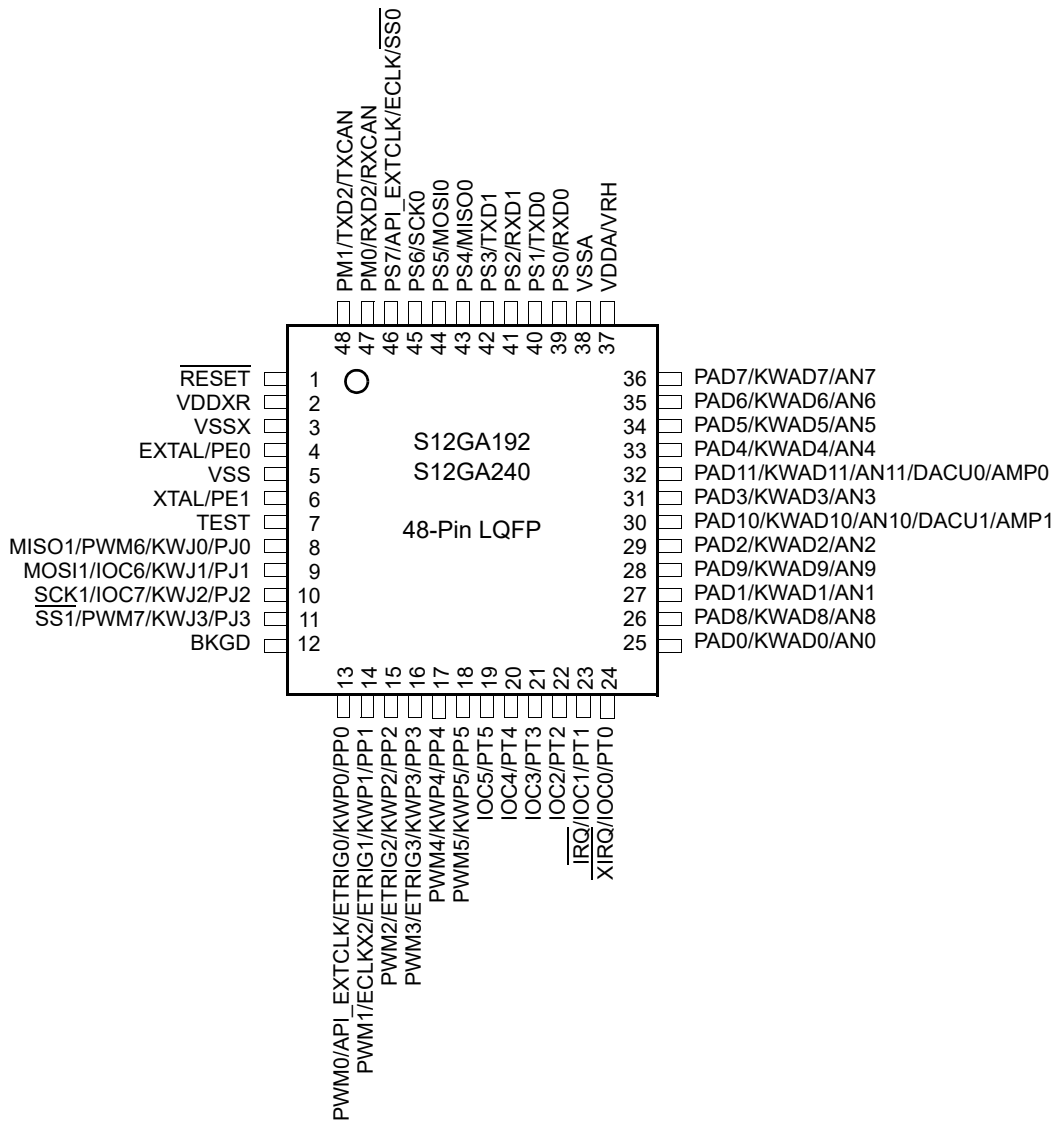 PM1/TXD2/TXCAN
PM0/RXD2/RXCAN
PS7/API_EXTCLK/ECLK/SS0
PS6/SCK0
PS5/MOSI0
PS4/MISO0
PS3/TXD1
PS2/RXD1
PS1/TXD0
PS0/RXD0
VSSA
VDDA/VRH
48
47
46
45
44
43
42
41
40
39
38
37
RESET 1
VDDXR 2
VSSX 3
EXTAL/PE0 4
VSS 5
XTAL/PE1 6
TEST 7
MISO1/PWM6/KWJ0/PJ0 8
MOSI1/IOC6/KWJ1/PJ1 9
SCK1/IOC7/KWJ2/PJ2 10
SS1/PWM7/KWJ3/PJ3 11
BKGD 12
S12GA192
S12GA240
48-Pin LQFP
36 PAD7/KWAD7/AN7
35 PAD6/KWAD6/AN6
34 PAD5/KWAD5/AN5
33 PAD4/KWAD4/AN4
32 PAD11/KWAD11/AN11/DACU0/AMP0
31 PAD3/KWAD3/AN3
30 PAD10/KWAD10/AN10/DACU1/AMP1
29 PAD2/KWAD2/AN2
28 PAD9/KWAD9/AN9
27 PAD1/KWAD1/AN1
26 PAD8/KWAD8/AN8
25 PAD0/KWAD0/AN0
13
14
15
16
17
18
19
20
21
22
23
24
PWM0/API_EXTCLK/ETRIG0/KWP0/PP0
PWM1/ECLKX2/ETRIG1/KWP1/PP1
PWM2/ETRIG2/KWP2/PP2
PWM3/ETRIG3/KWP3/PP3
PWM4/KWP4/PP4
PWM5/KWP5/PP5
IOC5/PT5
IOC4/PT4
IOC3/PT3
IOC2/PT2
IRQ/IOC1/PT1
XIRQ/IOC0/PT0